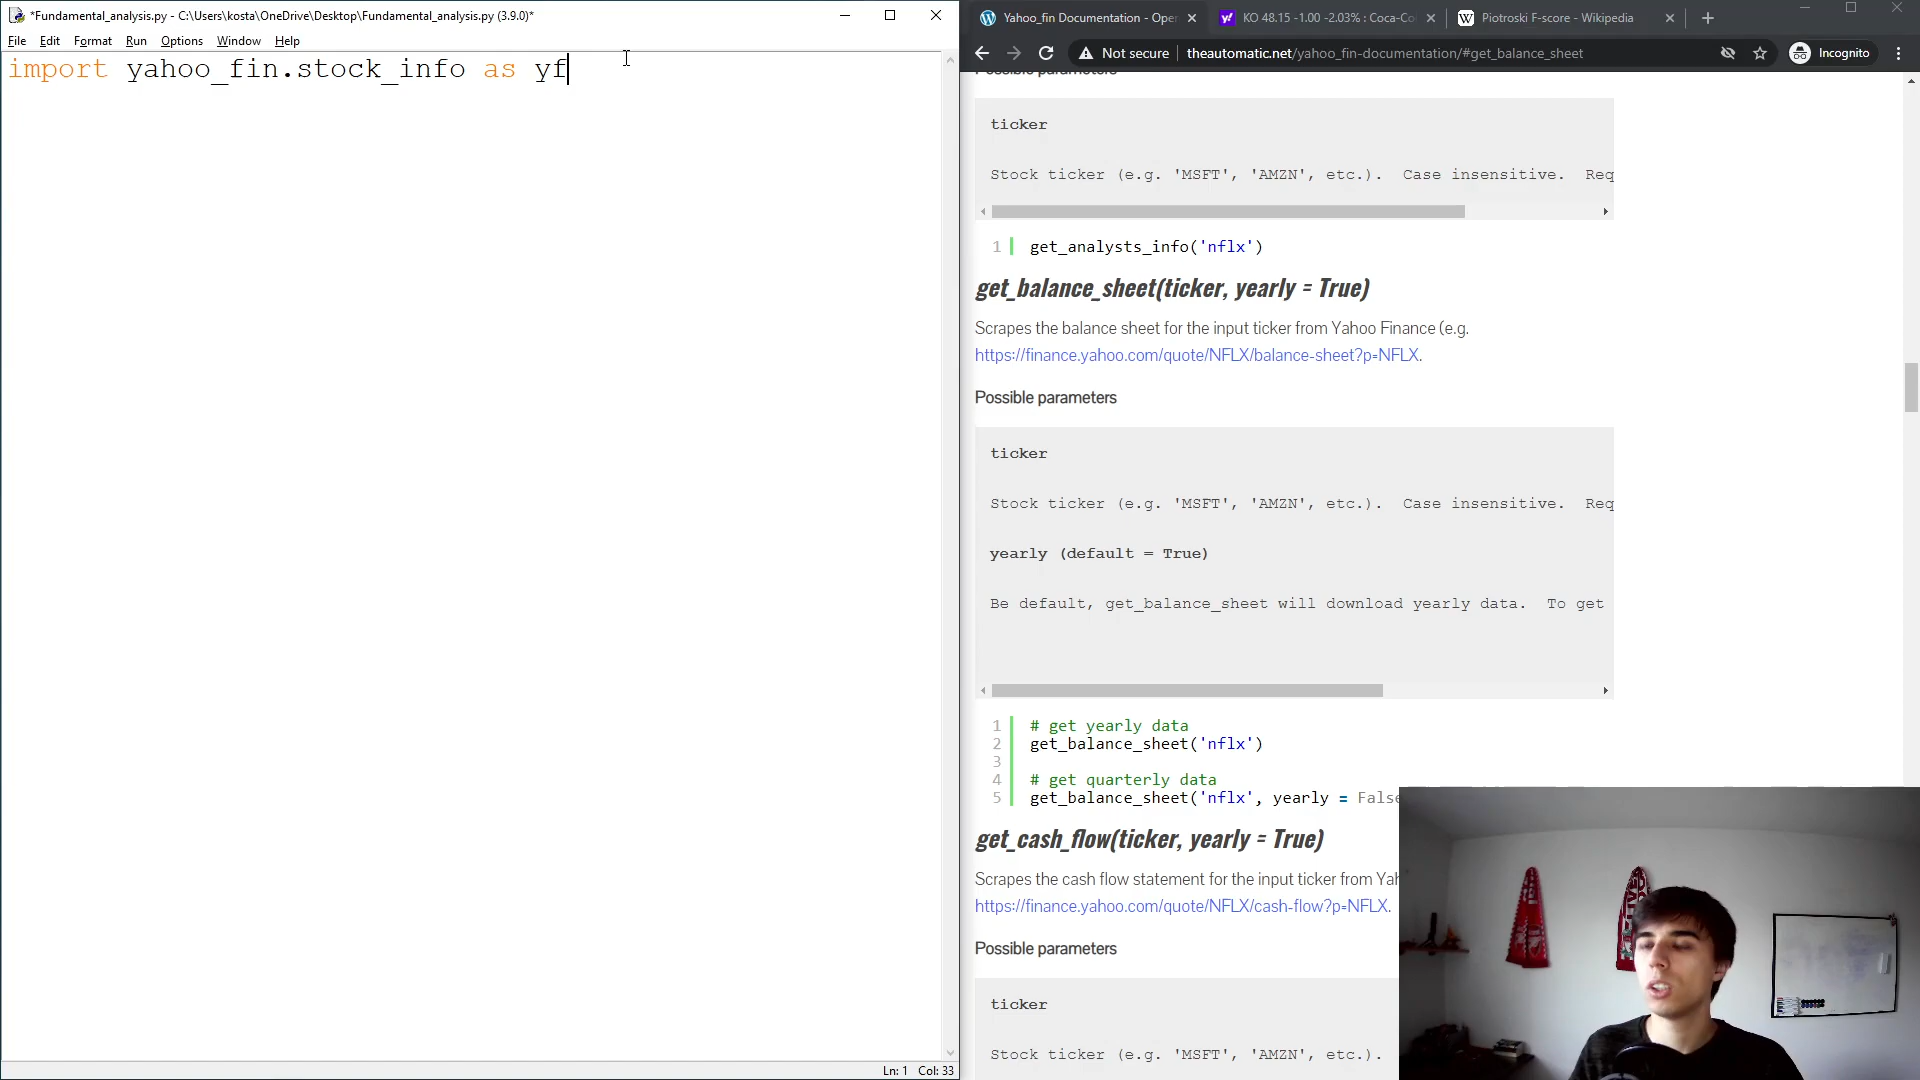 *Fundamental_analysis.py - C:\Users\kosta\OneDrive\Desktop\Fundamental_analysis.py (3.9.0)*
File Edit Format Run Options Window Help
import yahoo_fin.stock_info as yf
Ln: 1 Col: 33
Yahoo_fin Documentation - Oper
KO 48.15 -1.00 -2.03% : Coca-Co
Piotroski F-score - Wikipedia
Not secure theautomatic.net/yahoo_fin-documentation/#get_balance_sheet Incognito
Possible parameters
ticker
Stock ticker (e.g. 'MSFT', 'AMZN', etc.). Case insensitive. Req
1 get_analysts_info('nflx')
get_balance_sheet(ticker, yearly = True)
Scrapes the balance sheet for the input ticker from Yahoo Finance (e.g.
https://finance.yahoo.com/quote/NFLX/balance-sheet?p=NFLX.
Possible parameters
ticker
Stock ticker (e.g. 'MSFT', 'AMZN', etc.). Case insensitive. Req
yearly (default = True)
Be default, get_balance_sheet will download yearly data. To get
1 # get yearly data
2 get_balance_sheet('nflx')
3
4 # get quarterly data
5 get_balance_sheet('nflx', yearly = False
get_cash_flow(ticker, yearly = True)
Scrapes the cash flow statement for the input ticker from Yah
https://finance.yahoo.com/quote/NFLX/cash-flow?p=NFLX.
Possible parameters
ticker
Stock ticker (e.g. 'MSFT', 'AMZN', etc.).